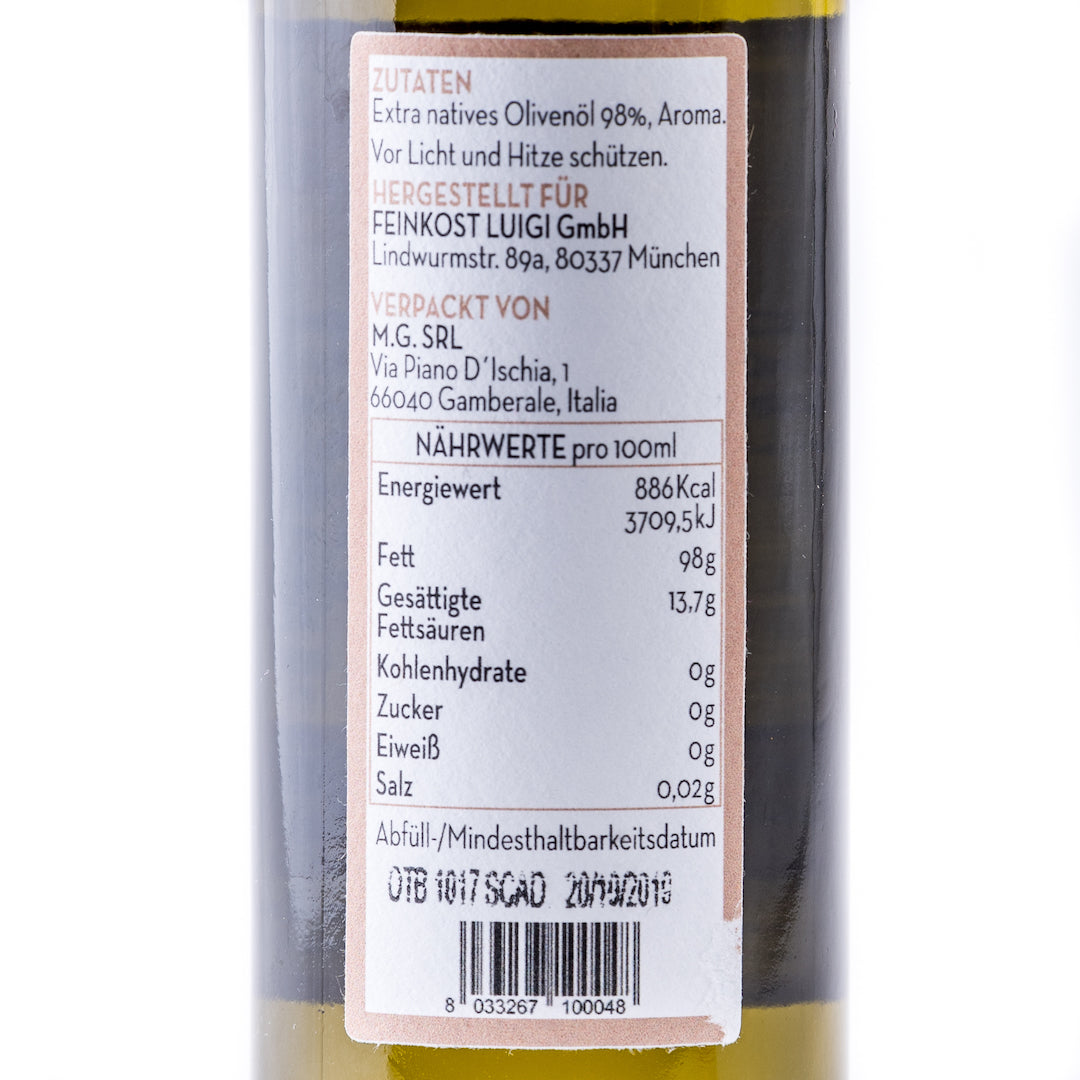 ZUTATEN
Extra natives Olivenöl 98%, Aroma.
Vor Licht und Hitze schützen.
HERGESTELLT FÜR
FEINKOST LUIGI GmbH
Lindwurmstr. 89a, 80337 München
VERPACKT VON
M.G. SRL
Via Piano D´Ischia, 1
66040 Gamberale, Italia
NÄHRWERTE pro 100ml
Energiewert 886Kcal
3709,5kJ
Fett 98g
Gesättigte 13,7g
Fettsäuren
Kohlenhydrate 0g
Zucker 0g
Eiweiß 0g
Salz 0,02g
Abfüll-/Mindesthaltbarkeitsdatum
OTB 1017 SCAD
8 033267 100048